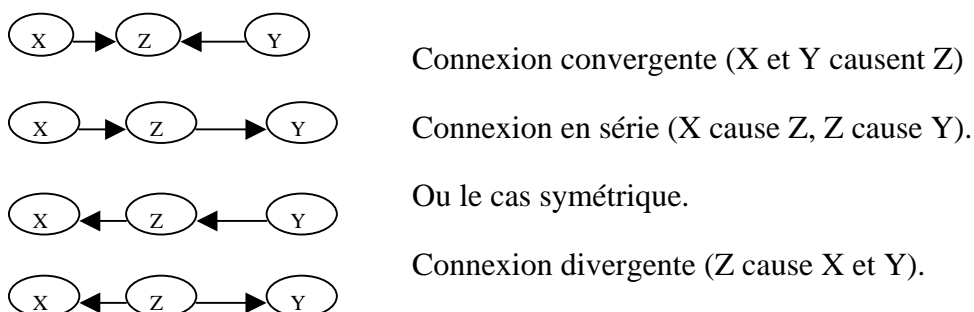 X Z Y
Connexion convergente (X et Y causent Z)
X Z Y
Connexion en série (X cause Z, Z cause Y).
X Z Y
Ou le cas symétrique.
X Z Y
Connexion divergente (Z cause X et Y).